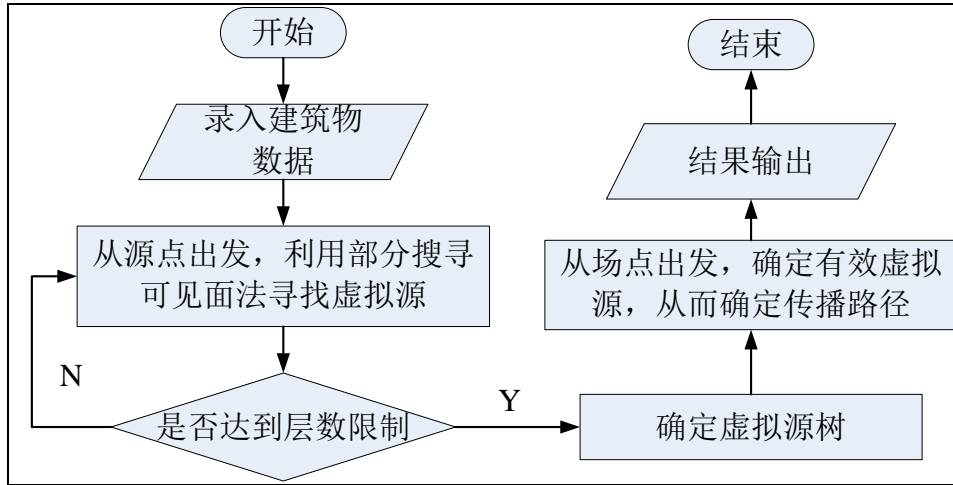 开始
录入建筑物
数据
从源点出发，利用部分搜寻
可见面法寻找虚拟源
N
是否达到层数限制
Y
确定虚拟源树
从场点出发，确定有效虚拟
源，从而确定传播路径
结果输出
结束